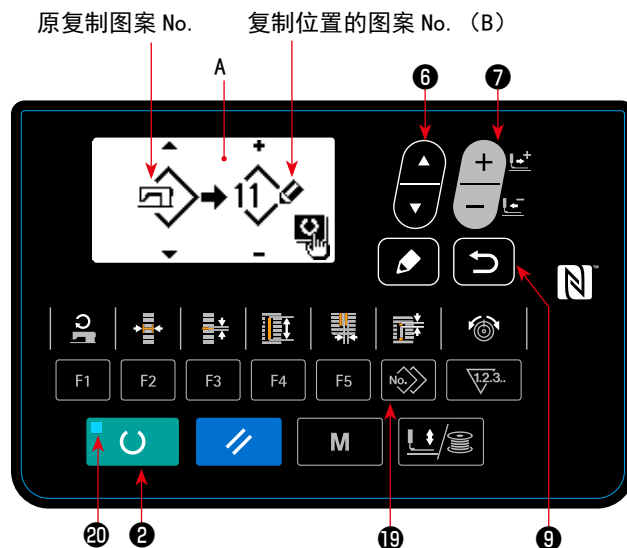 原复制图案 No.
复制位置的图案 No. （B）
A
❻
❼
11
N™
F1
F2
F3
F4
F5
No.
1.2.3..
M
⓴
❷
⓳
❾